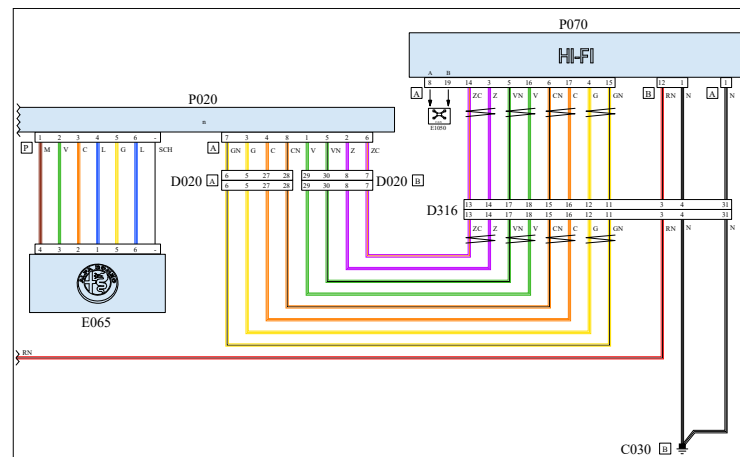 P070
HI-FI
A B
8 19 14 3 5 16 6 17 4 15 12 1 1
A ZC Z VN V CN C G GN B RN N A N
E1050
P020
n
1 2 3 4 5 6 -
P M V C L G L SCH
7 3 4 8 1 5 2 6
A GN G C CN V VN Z ZC
D020 A 6 5 27 28 29 30 8 7 D020 B
6 5 27 28 29 30 8 7
13 14 17 18 15 16 12 11 3 4 31
D316
13 14 17 18 15 16 12 11 3 4 31
ZC Z VN V CN C G GN RN N N
4 3 2 1 5 6 -
ALFA ROMEO
E065
RN
C030 B